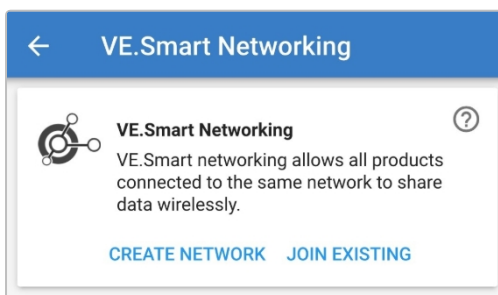 VE.Smart Networking
VE.Smart Networking
VE.Smart networking allows all products
connected to the same network to share
data wirelessly.
CREATE NETWORK JOIN EXISTING